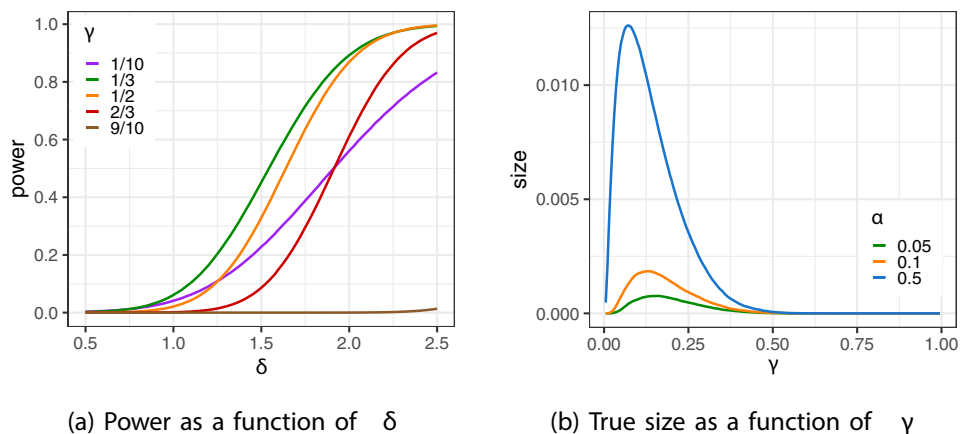 1.0
0.8
0.6
0.4
0.2
0.0
power
γ
1/10
1/3
1/2
2/3
9/10
0.5 1.0 1.5 2.0 2.5
δ
(a) Power as a function of δ
0.010
0.005
0.000
size
α
0.05
0.1
0.5
0.00 0.25 0.50 0.75 1.00
γ
(b) True size as a function of γ